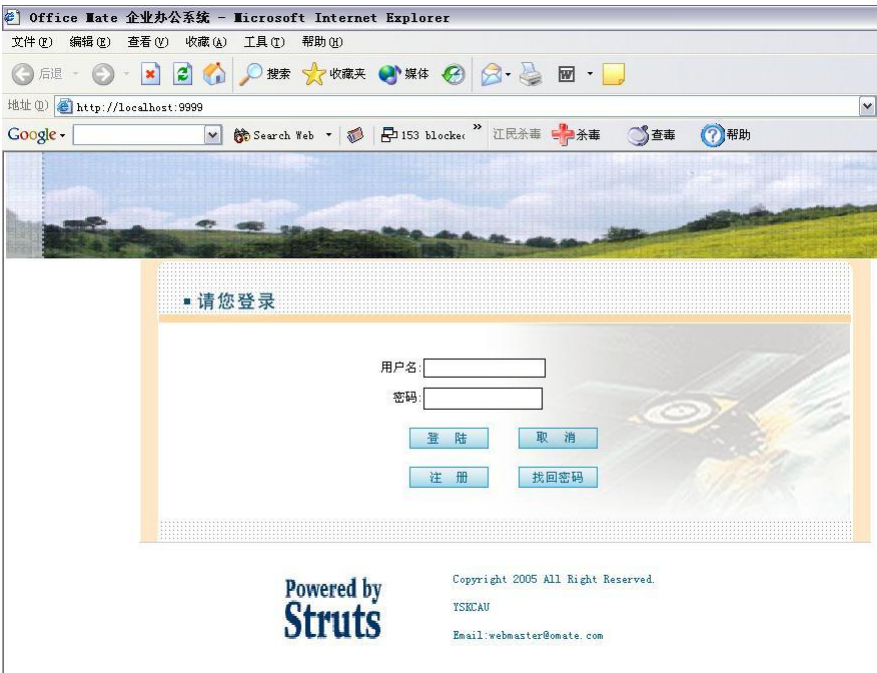 Office Mate 企业办公系统 - Microsoft Internet Explorer
文件(F) 编辑(E) 查看(V) 收藏(A) 工具(T) 帮助(H)
后退 搜索 收藏夹 媒体
地址(D) http://localhost:9999
Google Search Web 153 blocked » 江民杀毒 杀毒 查毒 帮助
请您登录
用户名:
密码:
登 陆 取 消
注 册 找回密码
Powered by
Struts
Copyright 2005 All Right Reserved.
YSKCAU
Email:webmaster@omate.com